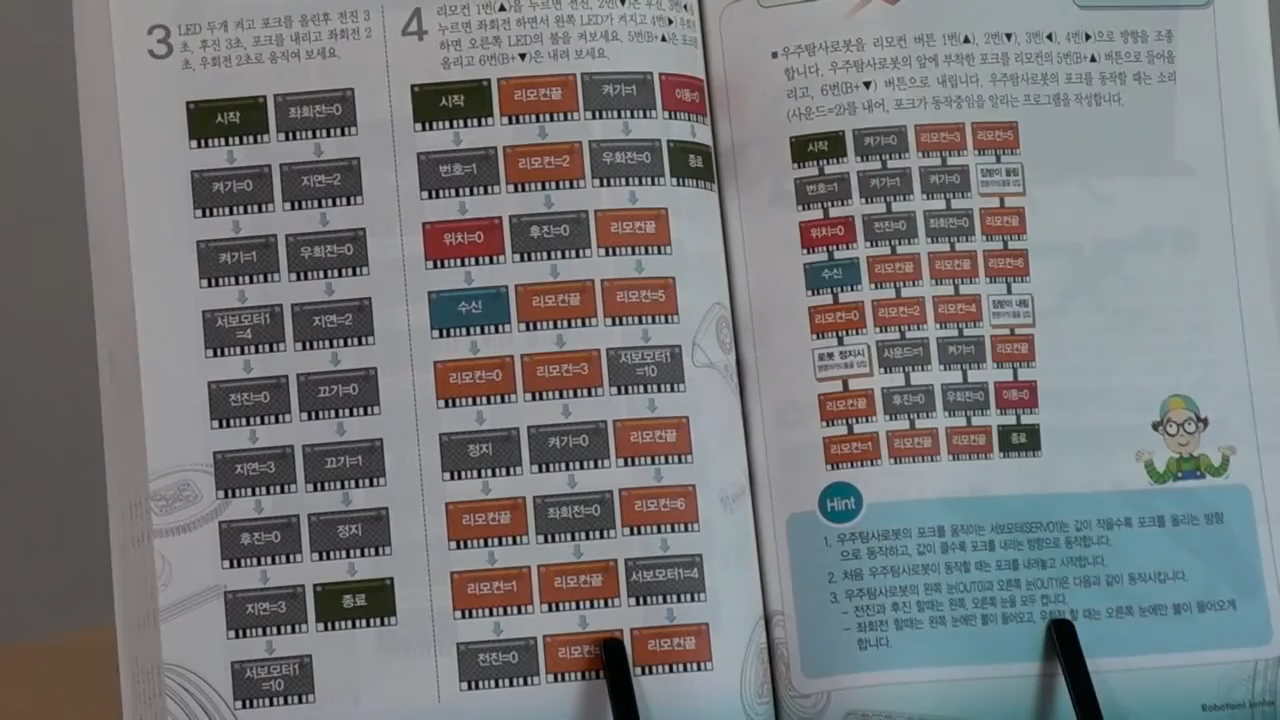 3
LED 두개 켜고 포크를 올린후 전진 3
초, 후진 3초, 포크를 내리고 좌회전 2
초, 우회전 2초로 움직여 보세요.
시작
켜기=0
켜기=1
서보모터1
=4
전진=0
지연=3
후진=0
지연=3
서보모터1
=10
좌회전=0
지연=2
우회전=0
지연=2
끄기=0
끄기=1
정지
종료
4
리모컨 1번(▲)을 누르면 전진, 2번(▼)은 후진, 3번(◀)
누르면 좌회전 하면서 왼쪽 LED가 켜지고 4번(▶)
하면 오른쪽 LED의 불을 켜보세요. 5번(B+▲)은 포크를
올리고 6번(B+▼)은 내려 보세요.
시작
번호=1
위치=0
수신
리모컨=0
정지
리모컨끝
리모컨=1
전진=0
리모컨끝
리모컨=2
후진=0
리모컨끝
리모컨=3
켜기=0
좌회전=0
리모컨끝
리모컨=
켜기=1
우회전=0
리모컨끝
리모컨=5
서보모터1
=10
리모컨끝
리모컨=6
서보모터1=4
리모컨끝
이동=0
종료
■ 우주탐사로봇을 리모컨 버튼 1번(▲), 2번(▼), 3번(◀), 4번(▶)으로 방향을 조종
합니다. 우주탐사로봇의 앞에 부착한 포크를 리모컨의 5번(B+▲) 버튼으로 들어올
리고, 6번(B+▼) 버튼으로 내립니다. 우주탐사로봇의 포크를 동작할 때는 소리
(사운드=2)를 내어, 포크가 동작중임을 알리는 프로그램을 작성합니다.
시작
번호=1
위치=0
수신
리모컨=0
로봇 정지시
리모컨끝
리모컨=1
켜기=0
켜기=1
전진=0
리모컨끝
리모컨=2
사운드=1
후진=0
리모컨끝
리모컨=3
켜기=0
좌회전=0
리모컨끝
리모컨=4
켜기=1
우회전=0
리모컨끝
리모컨=5
짐받이 올림
리모컨끝
리모컨=6
짐받이 내림
리모컨끝
이동=0
종료
Hint
1. 우주탐사로봇의 포크를 움직이는 서보모터(SERVO1)는 값이 작을수록 포크를 올리는 방향
으로 동작하고, 값이 클수록 포크를 내리는 방향으로 동작합니다.
2. 처음 우주탐사로봇이 동작할 때는 포크를 내려놓고 시작합니다.
3. 우주탐사로봇의 왼쪽 눈(OUT0)과 오른쪽 눈(OUT1)은 다음과 같이 동작시킵니다.
– 전진과 후진 할때는 왼쪽, 오른쪽 눈을 모두 켭니다.
– 좌회전 할때는 왼쪽 눈에만 불이 들어오고, 우회전 할 때는 오른쪽 눈에만 불이 들어오게
합니다.